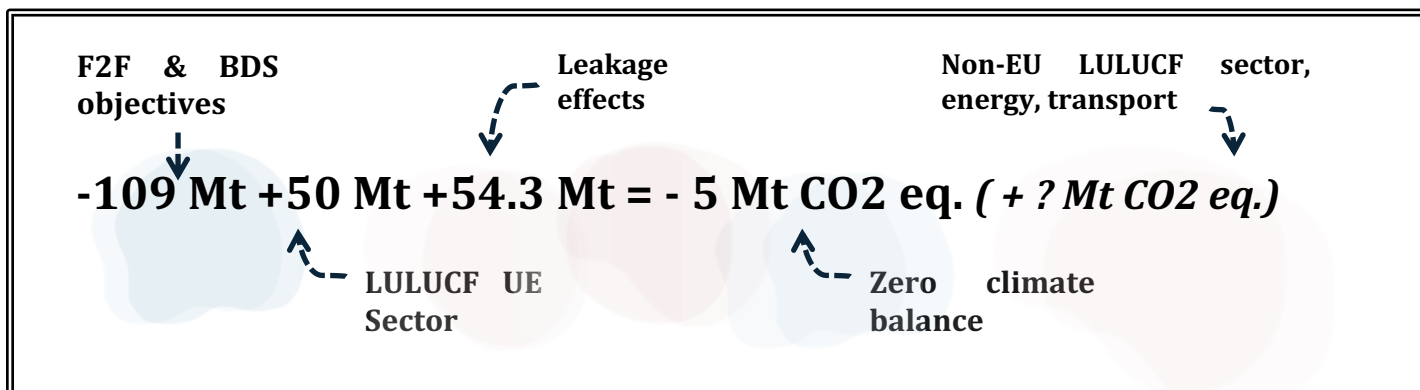 F2F & BDS
objectives
Leakage
effects
Non-EU LULUCF sector,
energy, transport
-109 Mt +50 Mt +54.3 Mt = - 5 Mt CO2 eq. ( + ? Mt CO2 eq.)
LULUCF UE
Sector
Zero climate
balance